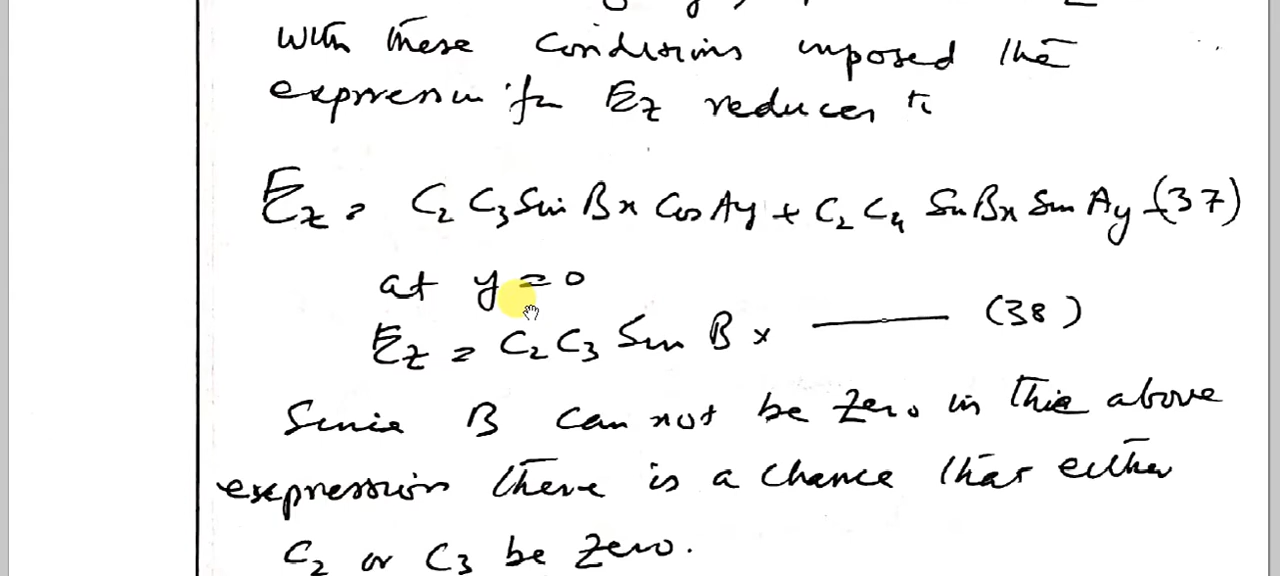 with these conditions imposed the
expression for Ez reduces to
Ez = C₂ C₃ Sin Bx Cos Ay + C₂ C₄ Sin Bx Sin Ay -(37)
at y = 0
Ez = C₂ C₃ Sin B x ——— (38)
Since B can not be zero in this above
expression there is a chance that either
C₂ or C₃ be zero.